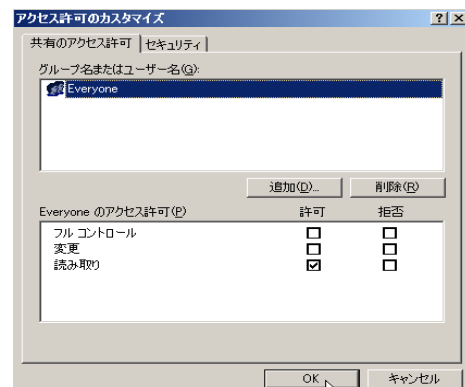 アクセス許可のカスタマイズ
共有のアクセス許可 セキュリティ
グループ名またはユーザー名(G):
Everyone
追加(D)... 削除(R)
Everyone のアクセス許可(P) 許可 拒否
フル コントロール
変更
読み取り
OK キャンセル